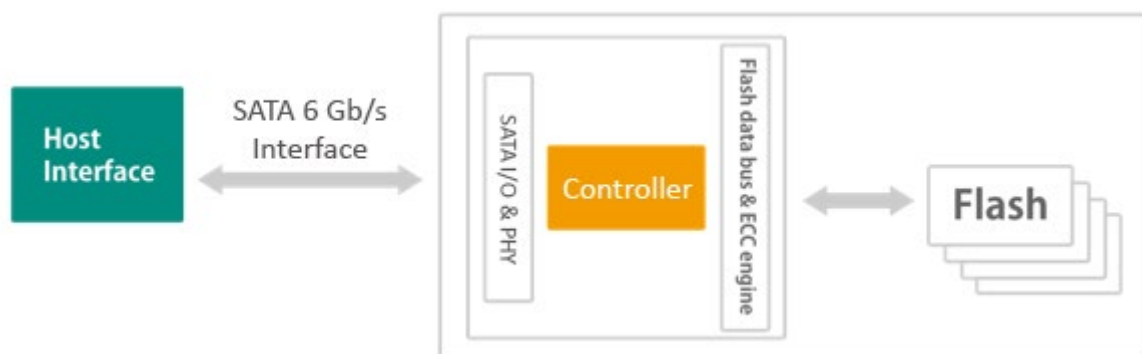 Host
Interface
SATA 6 Gb/s
Interface
SATA I/O & PHY
Controller
Flash data bus & ECC engine
Flash